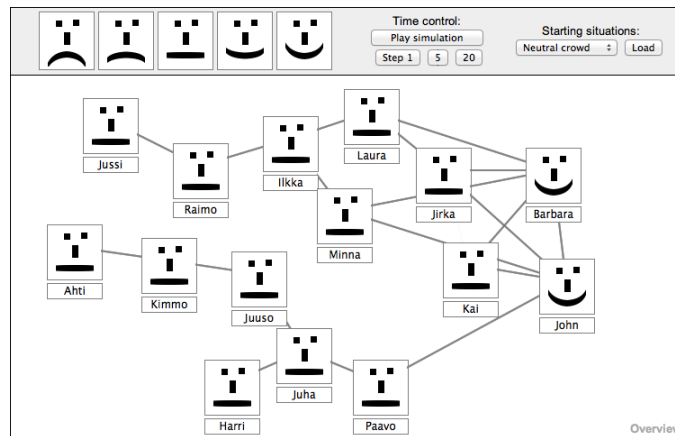 Time control:
Play simulation
Step 1 5 20
Starting situations:
Neutral crowd Load
Jussi
Raimo
Ilkka
Laura
Minna
Jirka
Barbara
Ahti
Kimmo
Juuso
Kai
John
Harri
Juha
Paavo
Overview